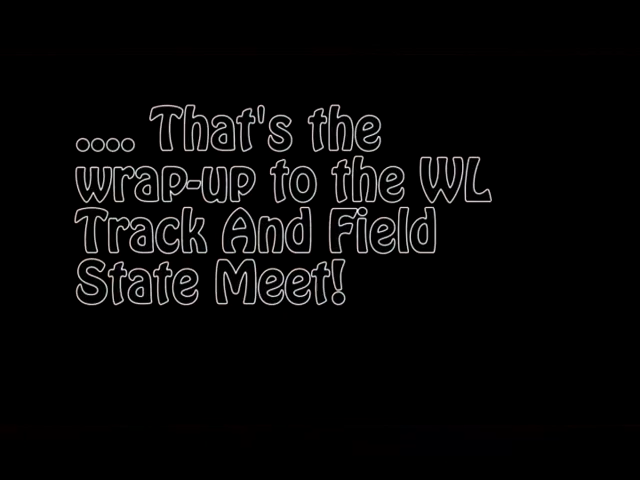 .... That's the
wrap-up to the WL
Track And Field
State Meet!